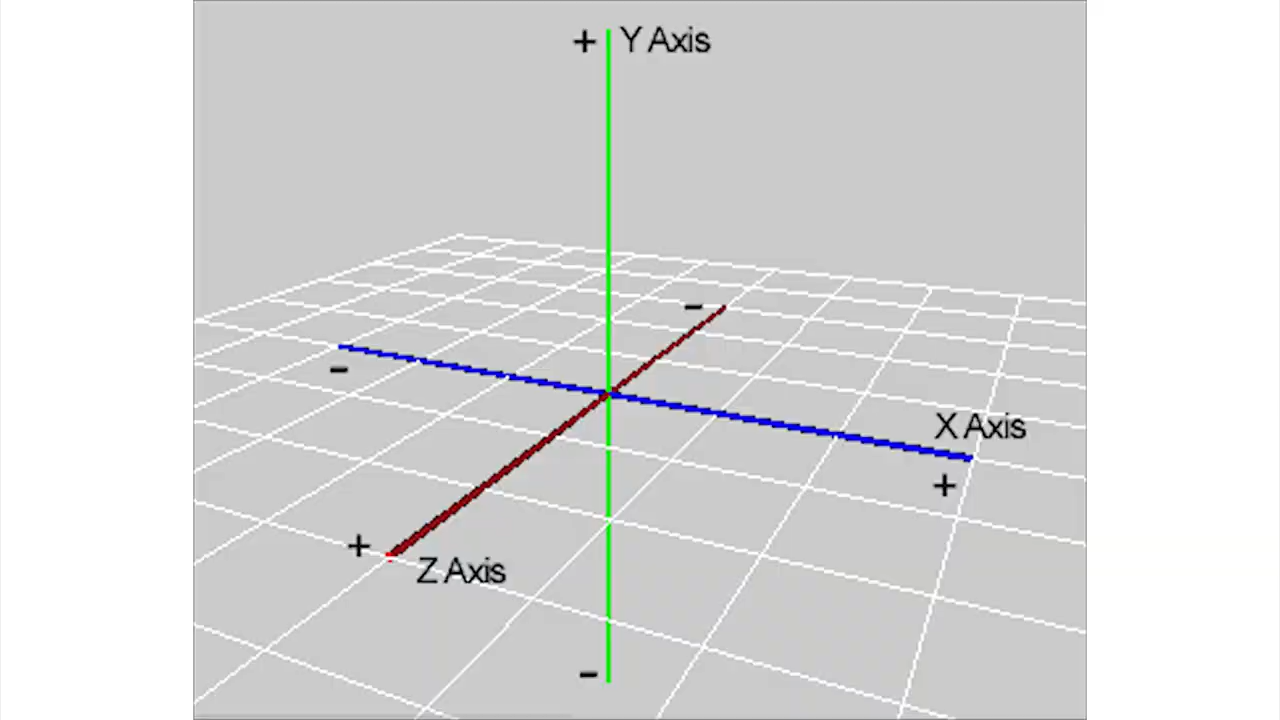 + Y Axis
-
-
X Axis
+
+
Z Axis
-